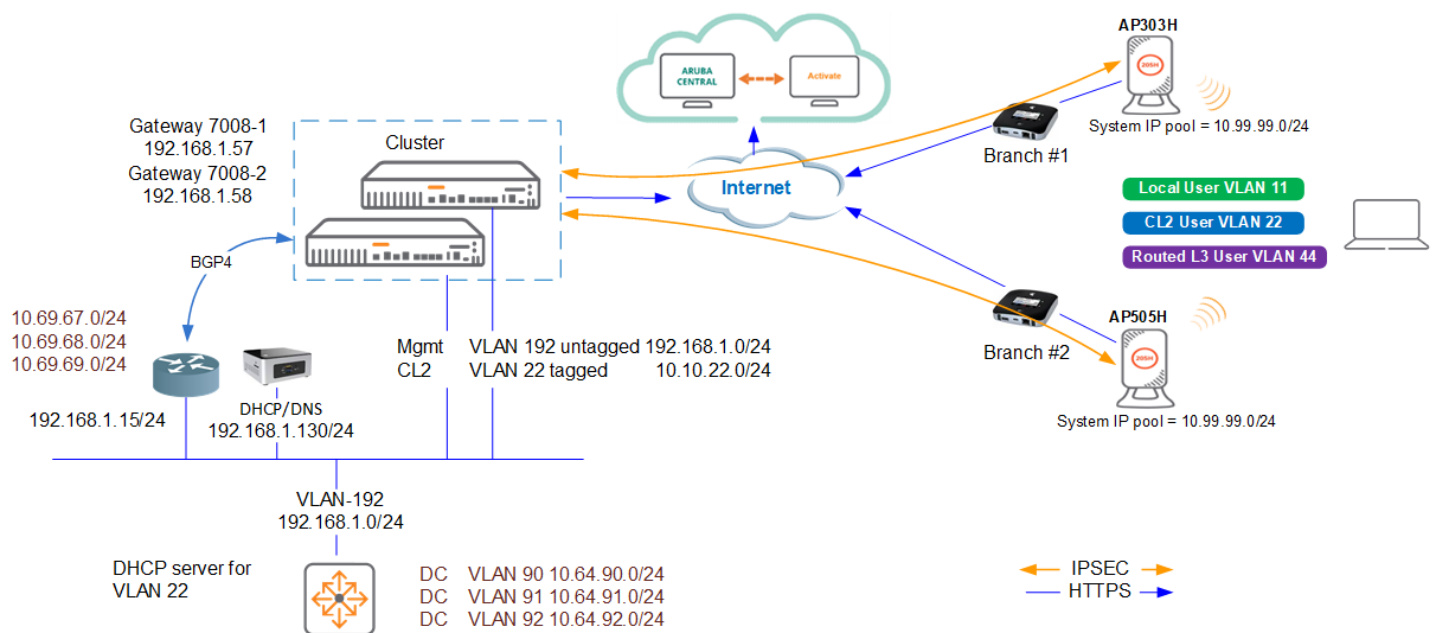 AP303H
ARUBA
CENTRAL
Activate
205H
System IP pool = 10.99.99.0/24
Branch #1
Gateway 7008-1
192.168.1.57
Gateway 7008-2
192.168.1.58
Cluster
Internet
Local User VLAN 11
CL2 User VLAN 22
Routed L3 User VLAN 44
BGP4
10.69.67.0/24
10.69.68.0/24
10.69.69.0/24
Mgmt VLAN 192 untagged 192.168.1.0/24
CL2 VLAN 22 tagged 10.10.22.0/24
Branch #2
AP505H
205H
System IP pool = 10.99.99.0/24
192.168.1.15/24
DHCP/DNS
192.168.1.130/24
VLAN-192
192.168.1.0/24
DHCP server for
VLAN 22
DC VLAN 90 10.64.90.0/24
DC VLAN 91 10.64.91.0/24
DC VLAN 92 10.64.92.0/24
IPSEC
HTTPS